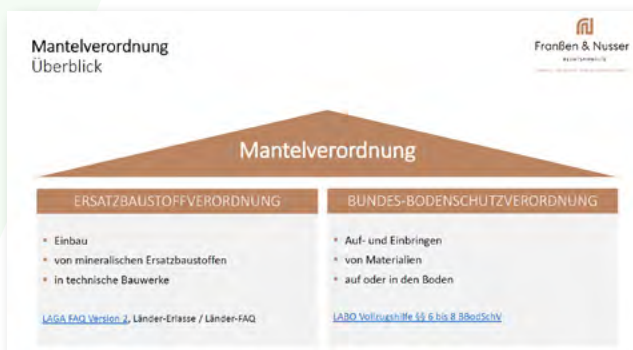 Mantelverordnung
Überblick
Franßen & Nusser
RECHTSANWÄLTE
Mantelverordnung
ERSATZBAUSTOFFVERORDNUNG
• Einbau
• von mineralischen Ersatzbaustoffen
• in technische Bauwerke
LAGA FAQ Version 2, Länder-Erlasse / Länder-FAQ
BUNDES-BODENSCHUTZVERORDNUNG
• Auf- und Einbringen
• von Materialien
• auf oder in den Boden
LABO Vollzugshilfe §§ 6 bis 8 BBodSchV